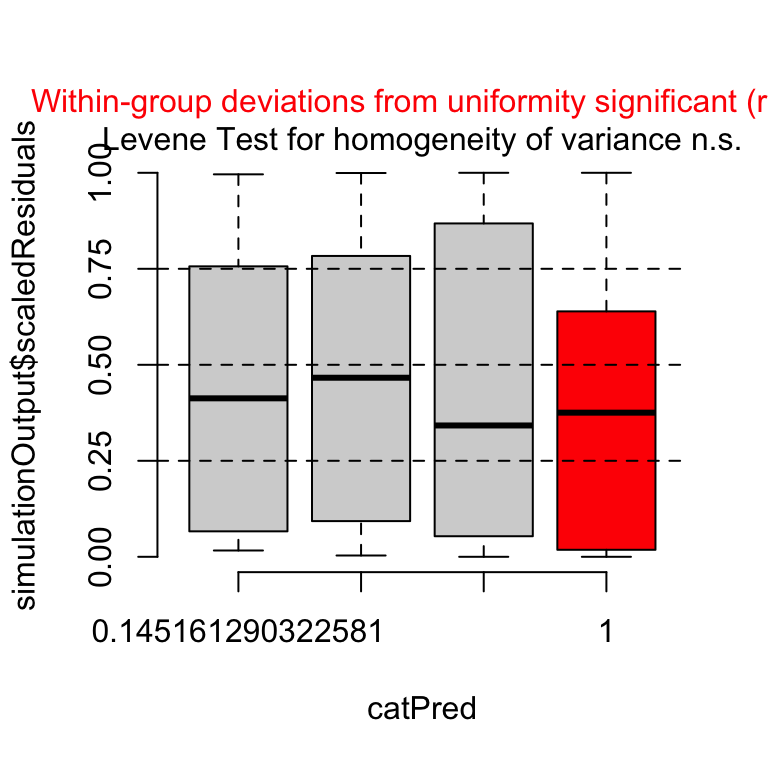 Within-group deviations from uniformity significant (r
Levene Test for homogeneity of variance n.s.
simulationOutput$scaledResiduals
1.00
0.75
0.50
0.25
0.00
0.145161290322581
1
catPred